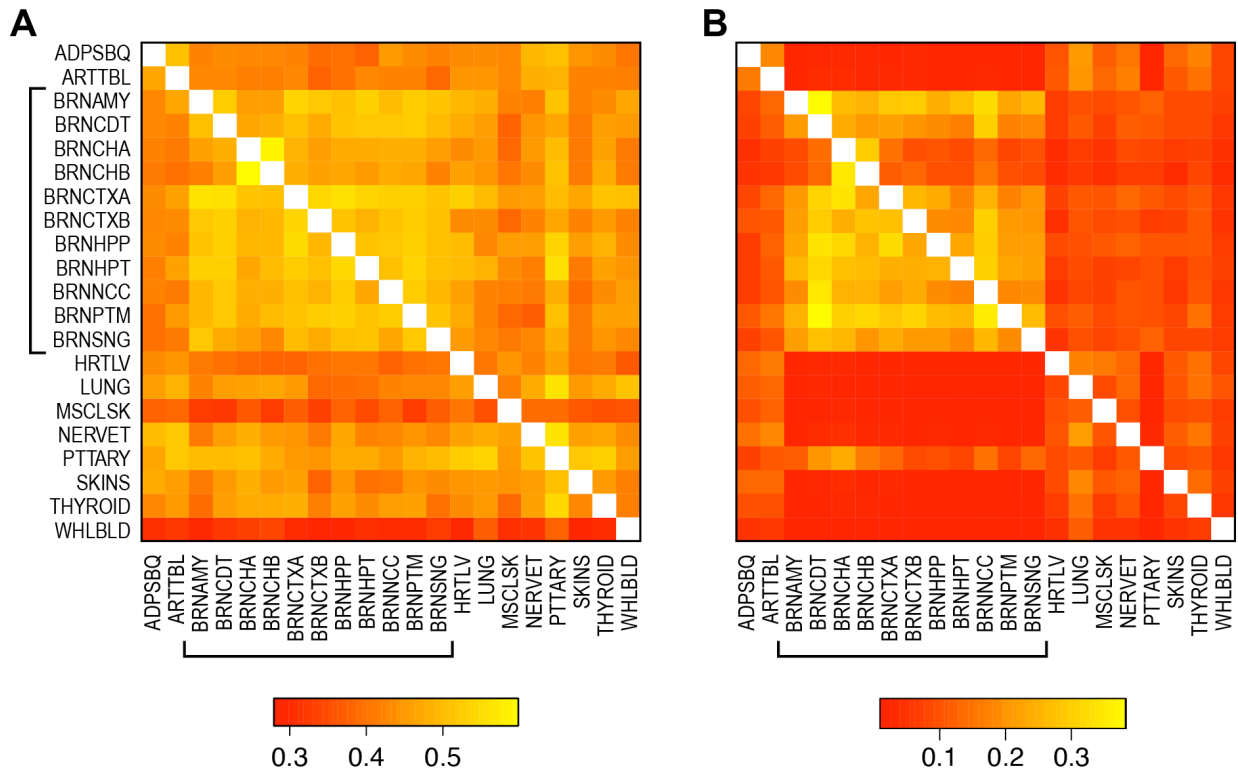 A
B
ADPSBQ
ARTTBL
BRNAMY
BRNCDT
BRNCHA
BRNCHB
BRNCTXA
BRNCTXB
BRNHPP
BRNHPT
BRNNCC
BRNPTM
BRNSNG
HRTLV
LUNG
MSCLSK
NERVET
PTTARY
SKINS
THYROID
WHLBLD
ADPSBQ
ARTTBL
BRNAMY
BRNCDT
BRNCHA
BRNCHB
BRNCTXA
BRNCTXB
BRNHPP
BRNHPT
BRNNCC
BRNPTM
BRNSNG
HRTLV
LUNG
MSCLSK
NERVET
PTTARY
SKINS
THYROID
WHLBLD
ADPSBQ
ARTTBL
BRNAMY
BRNCDT
BRNCHA
BRNCHB
BRNCTXA
BRNCTXB
BRNHPP
BRNHPT
BRNNCC
BRNPTM
BRNSNG
HRTLV
LUNG
MSCLSK
NERVET
PTTARY
SKINS
THYROID
WHLBLD
0.3 0.4 0.5
0.1 0.2 0.3